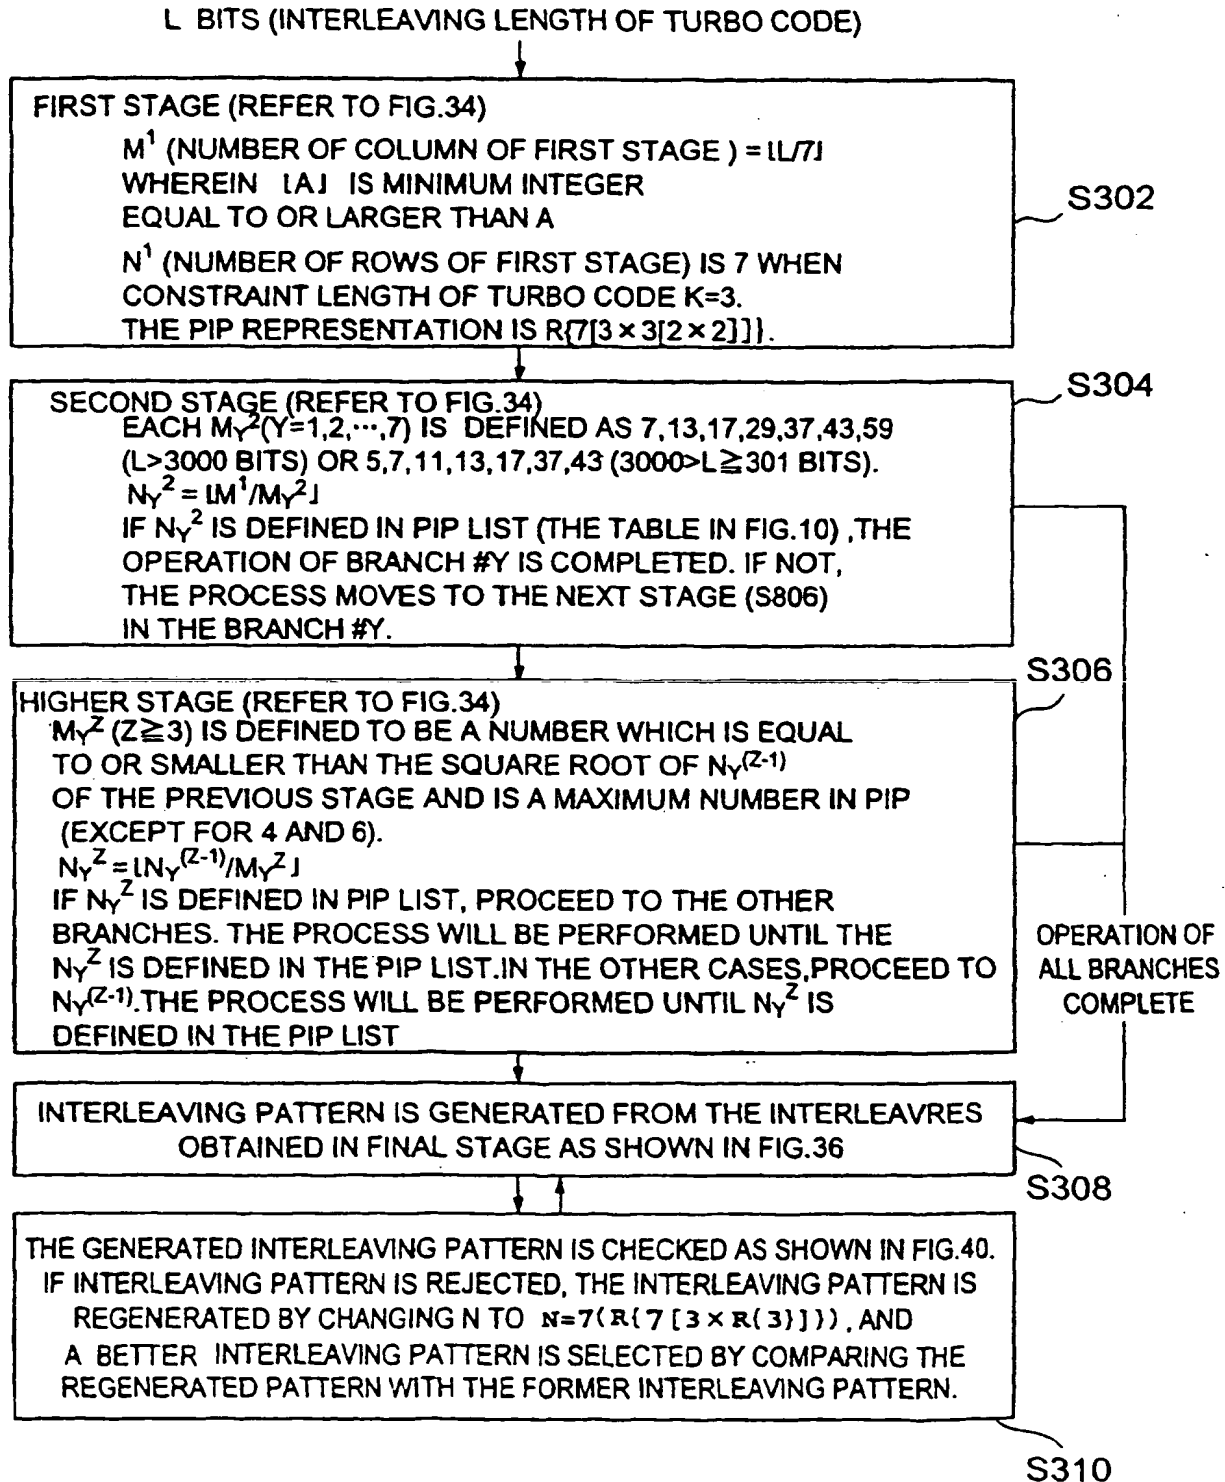 L BITS (INTERLEAVING LENGTH OF TURBO CODE)
FIRST STAGE (REFER TO FIG.34)
M¹ (NUMBER OF COLUMN OF FIRST STAGE ) = ⌊L/7⌋
WHEREIN ⌊A⌋ IS MINIMUM INTEGER
EQUAL TO OR LARGER THAN A
N¹ (NUMBER OF ROWS OF FIRST STAGE) IS 7 WHEN
CONSTRAINT LENGTH OF TURBO CODE K=3.
THE PIP REPRESENTATION IS R{7[3×3[2×2]]}.
S302
SECOND STAGE (REFER TO FIG.34)
EACH M_Y²(Y=1,2,···,7) IS DEFINED AS 7,13,17,29,37,43,59
(L>3000 BITS) OR 5,7,11,13,17,37,43 (3000>L≧301 BITS).
N_Y² = ⌊M¹/M_Y²⌋
IF N_Y² IS DEFINED IN PIP LIST (THE TABLE IN FIG.10) ,THE
OPERATION OF BRANCH #Y IS COMPLETED. IF NOT,
THE PROCESS MOVES TO THE NEXT STAGE (S806)
IN THE BRANCH #Y.
S304
HIGHER STAGE (REFER TO FIG.34)
M_Y^Z (Z≧3) IS DEFINED TO BE A NUMBER WHICH IS EQUAL
TO OR SMALLER THAN THE SQUARE ROOT OF N_Y^(Z-1)
OF THE PREVIOUS STAGE AND IS A MAXIMUM NUMBER IN PIP
(EXCEPT FOR 4 AND 6).
N_Y^Z = ⌊N_Y^(Z-1)/M_Y^Z⌋
IF N_Y^Z IS DEFINED IN PIP LIST, PROCEED TO THE OTHER
BRANCHES. THE PROCESS WILL BE PERFORMED UNTIL THE
N_Y^Z IS DEFINED IN THE PIP LIST.IN THE OTHER CASES,PROCEED TO
N_Y^(Z-1).THE PROCESS WILL BE PERFORMED UNTIL N_Y^Z IS
DEFINED IN THE PIP LIST
S306
OPERATION OF
ALL BRANCHES
COMPLETE
INTERLEAVING PATTERN IS GENERATED FROM THE INTERLEAVRES
OBTAINED IN FINAL STAGE AS SHOWN IN FIG.36
S308
THE GENERATED INTERLEAVING PATTERN IS CHECKED AS SHOWN IN FIG.40.
IF INTERLEAVING PATTERN IS REJECTED, THE INTERLEAVING PATTERN IS
REGENERATED BY CHANGING N TO N=7(R{7[3×R{3}]}), AND
A BETTER INTERLEAVING PATTERN IS SELECTED BY COMPARING THE
REGENERATED PATTERN WITH THE FORMER INTERLEAVING PATTERN.
S310